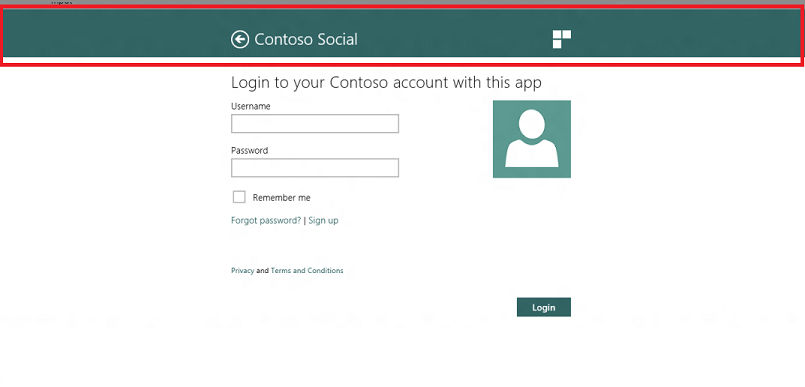 Contoso Social
Login to your Contoso account with this app
Username
Password
Remember me
Forgot password? | Sign up
Privacy and Terms and Conditions
Login